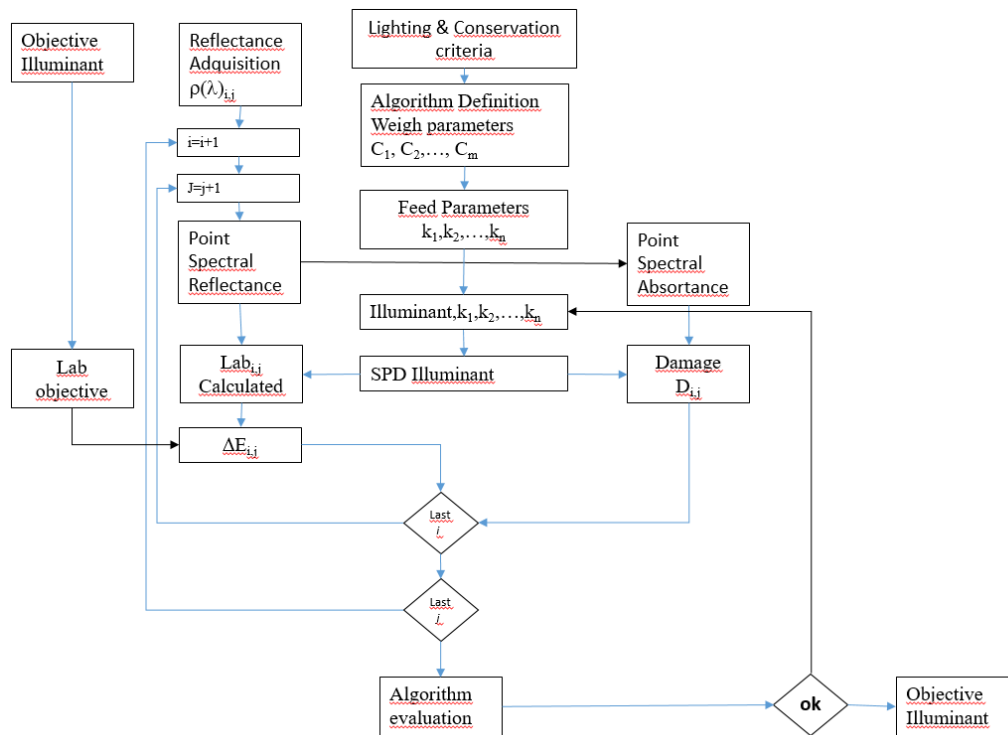 Objective
Illuminant
Reflectance
Adquisition
ρ(λ)i,j
Lighting & Conservation
criteria
Algorithm Definition
Weigh parameters
C1, C2,…, Cm
i=i+1
J=j+1
Feed Parameters
k1,k2,…,kn
Point
Spectral
Reflectance
Point
Spectral
Absortance
Illuminant,k1,k2,…,kn
Lab
objective
Labi,j
Calculated
SPD Illuminant
Damage
Di,j
ΔEi,j
Last
i
Last
j
Algorithm
evaluation
ok
Objective
Illuminant